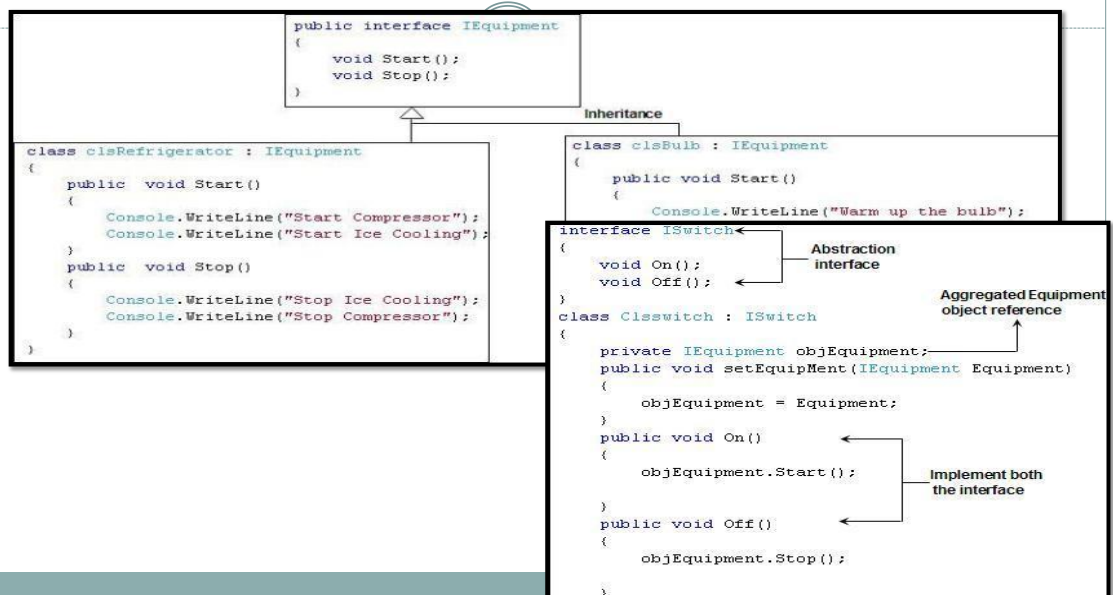 public interface IEquipment
{
void Start();
void Stop();
}
Inheritance
class clsRefrigerator : IEquipment
{
public void Start()
{
Console.WriteLine("Start Compressor");
Console.WriteLine("Start Ice Cooling");
}
public void Stop()
{
Console.WriteLine("Stop Ice Cooling");
Console.WriteLine("Stop Compressor");
}
}
class clsBulb : IEquipment
{
public void Start()
{
Console.WriteLine("Warm up the bulb");
interface ISwitch
{
void On();
void Off();
}
Abstraction
interface
Aggregated Equipment
object reference
class Clsswitch : ISwitch
{
private IEquipment objEquipment;
public void setEquipMent(IEquipment Equipment)
{
objEquipment = Equipment;
}
public void On()
{
objEquipment.Start();
}
public void Off()
{
objEquipment.Stop();
}
Implement both
the interface